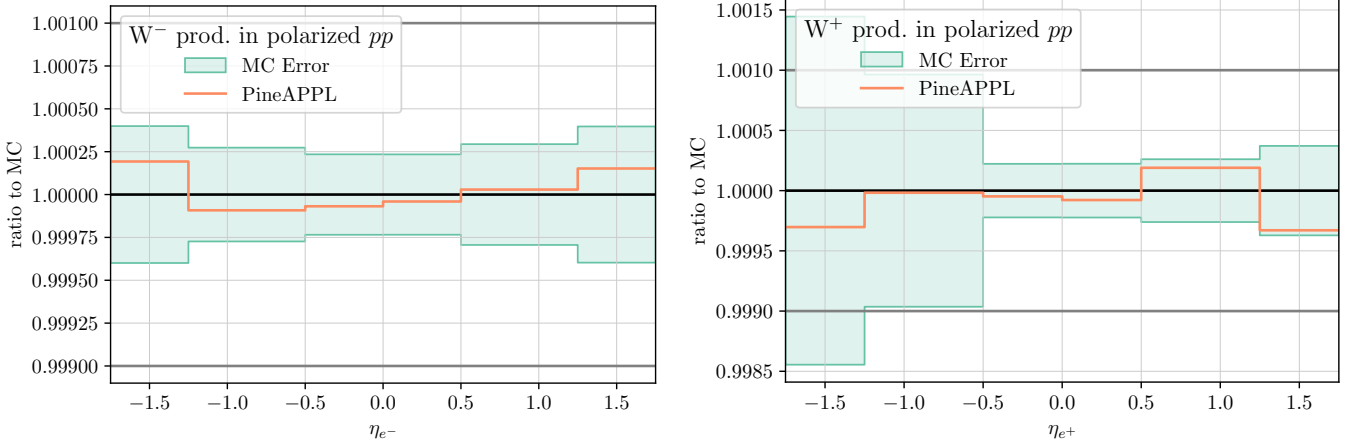 W⁻ prod. in polarized pp
MC Error
PineAPPL
ratio to MC
1.00100
1.00075
1.00050
1.00025
1.00000
0.99975
0.99950
0.99925
0.99900
−1.5 −1.0 −0.5 0.0 0.5 1.0 1.5
η_{e⁻}
W⁺ prod. in polarized pp
MC Error
PineAPPL
ratio to MC
1.0015
1.0010
1.0005
1.0000
0.9995
0.9990
0.9985
−1.5 −1.0 −0.5 0.0 0.5 1.0 1.5
η_{e⁺}